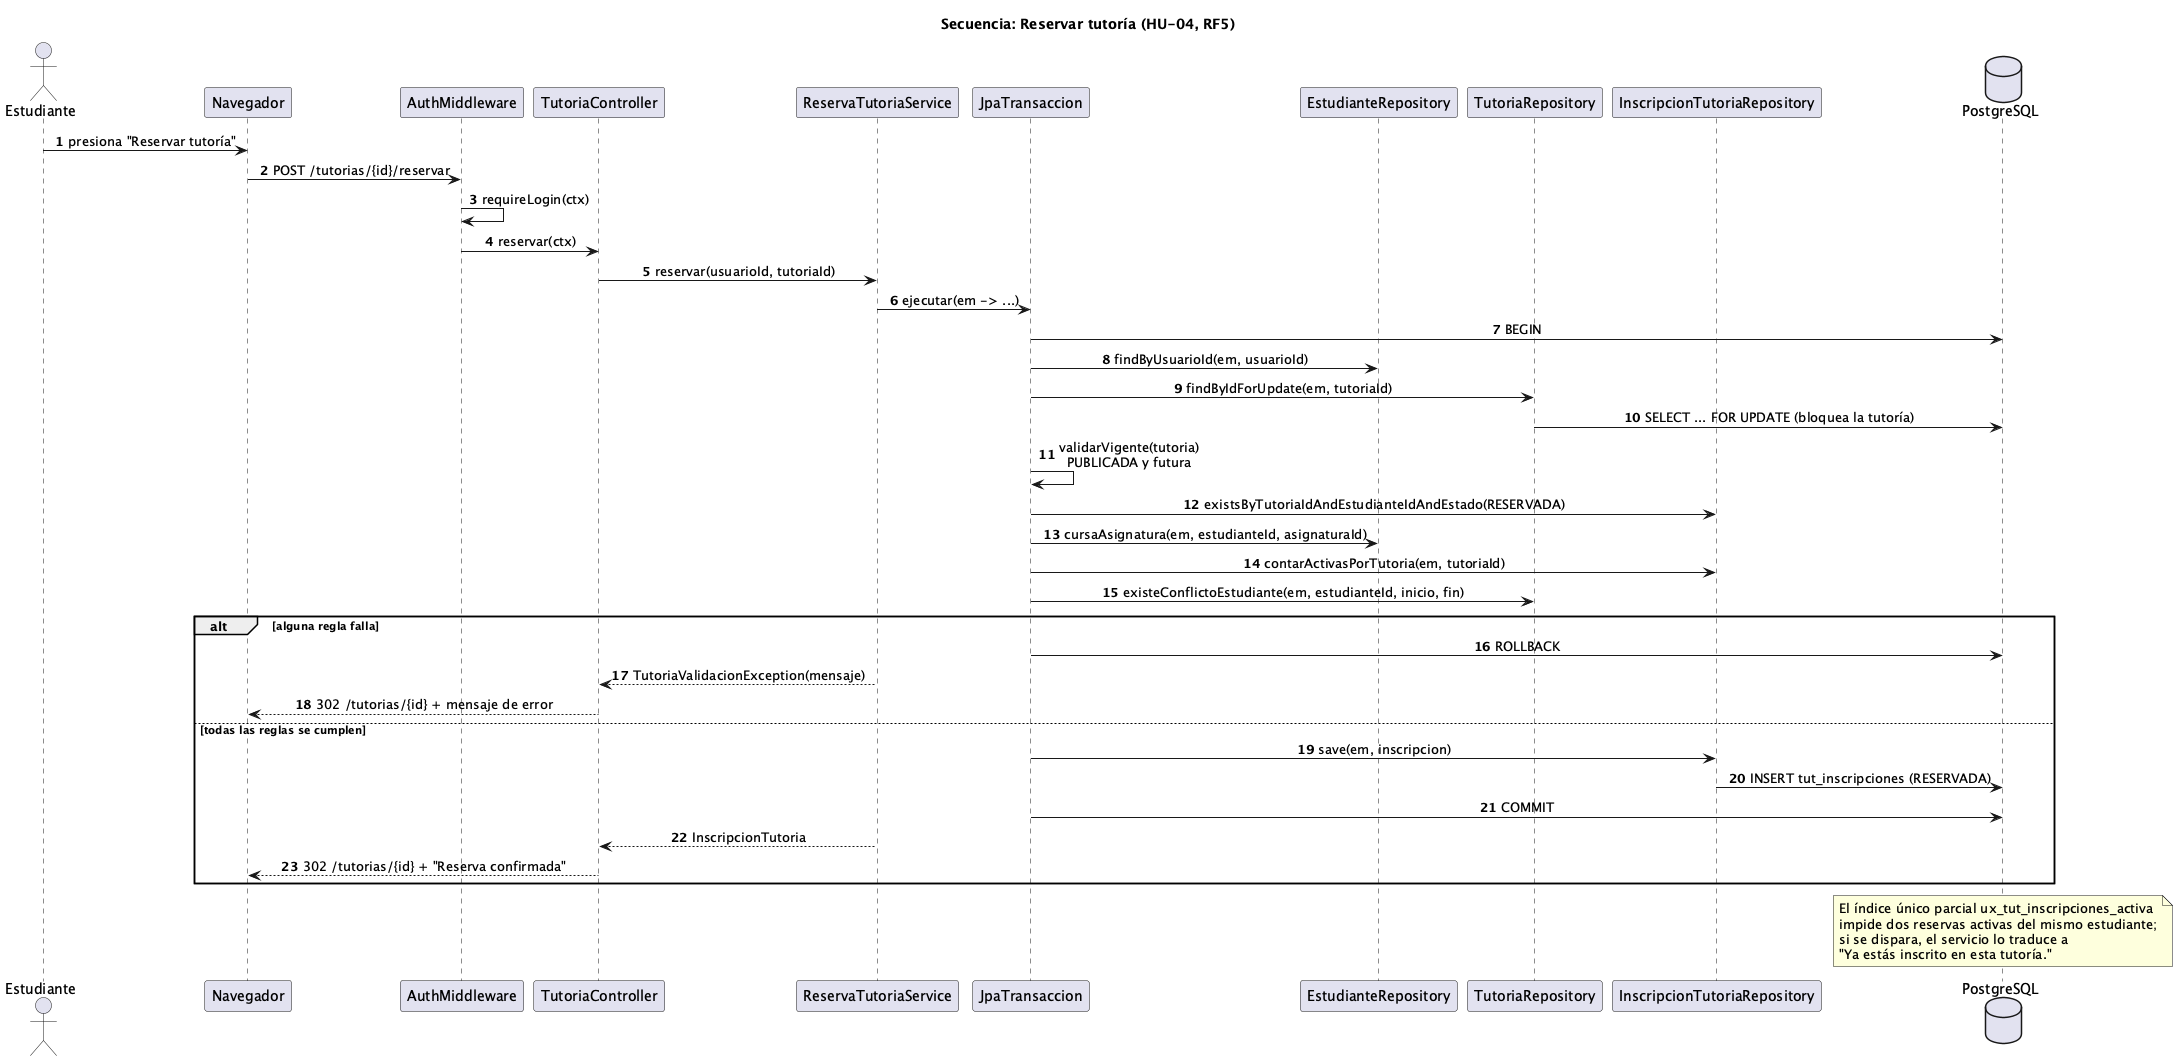 Secuencia: Reservar tutoría (HU-04, RF5)
Estudiante
Navegador
AuthMiddleware
TutoriaController
ReservaTutoriaService
JpaTransaccion
EstudianteRepository
TutoriaRepository
InscripcionTutoriaRepository
PostgreSQL
1 presiona "Reservar tutoría"
2 POST /tutorias/{id}/reservar
3 requireLogin(ctx)
4 reservar(ctx)
5 reservar(usuarioId, tutoriaId)
6 ejecutar(em -> ...)
7 BEGIN
8 findByUsuarioId(em, usuarioId)
9 findByIdForUpdate(em, tutoriaId)
10 SELECT ... FOR UPDATE (bloquea la tutoría)
11 validarVigente(tutoria)
PUBLICADA y futura
12 existsByTutoriaIdAndEstudianteIdAndEstado(RESERVADA)
13 cursaAsignatura(em, estudianteId, asignaturaId)
14 contarActivasPorTutoria(em, tutoriaId)
15 existeConflictoEstudiante(em, estudianteId, inicio, fin)
alt [alguna regla falla]
16 ROLLBACK
17 TutoriaValidacionException(mensaje)
18 302 /tutorias/{id} + mensaje de error
[todas las reglas se cumplen]
19 save(em, inscripcion)
20 INSERT tut_inscripciones (RESERVADA)
21 COMMIT
22 InscripcionTutoria
23 302 /tutorias/{id} + "Reserva confirmada"
El índice único parcial ux_tut_inscripciones_activa
impide dos reservas activas del mismo estudiante;
si se dispara, el servicio lo traduce a
"Ya estás inscrito en esta tutoría."
Estudiante
Navegador
AuthMiddleware
TutoriaController
ReservaTutoriaService
JpaTransaccion
EstudianteRepository
TutoriaRepository
InscripcionTutoriaRepository
PostgreSQL